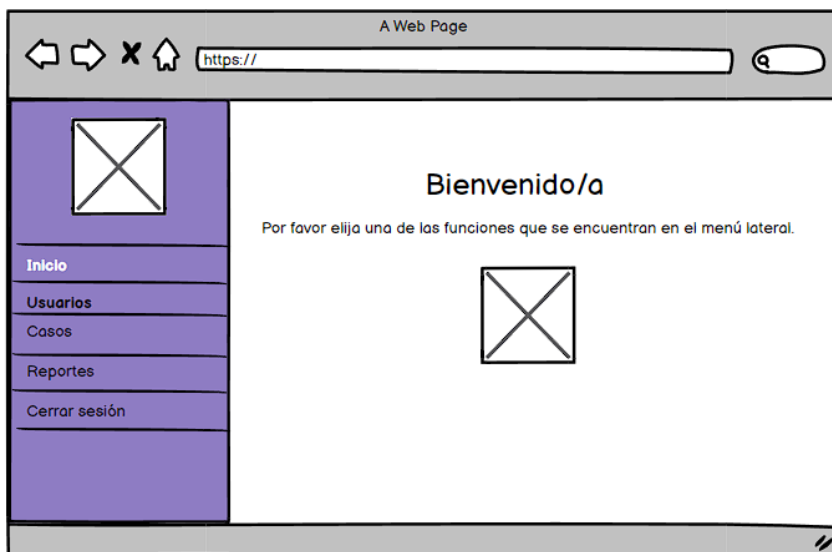 A Web Page
https://
Inicio
Usuarios
Casos
Reportes
Cerrar sesión
Bienvenido/a
Por favor elija una de las funciones que se encuentran en el menú lateral.